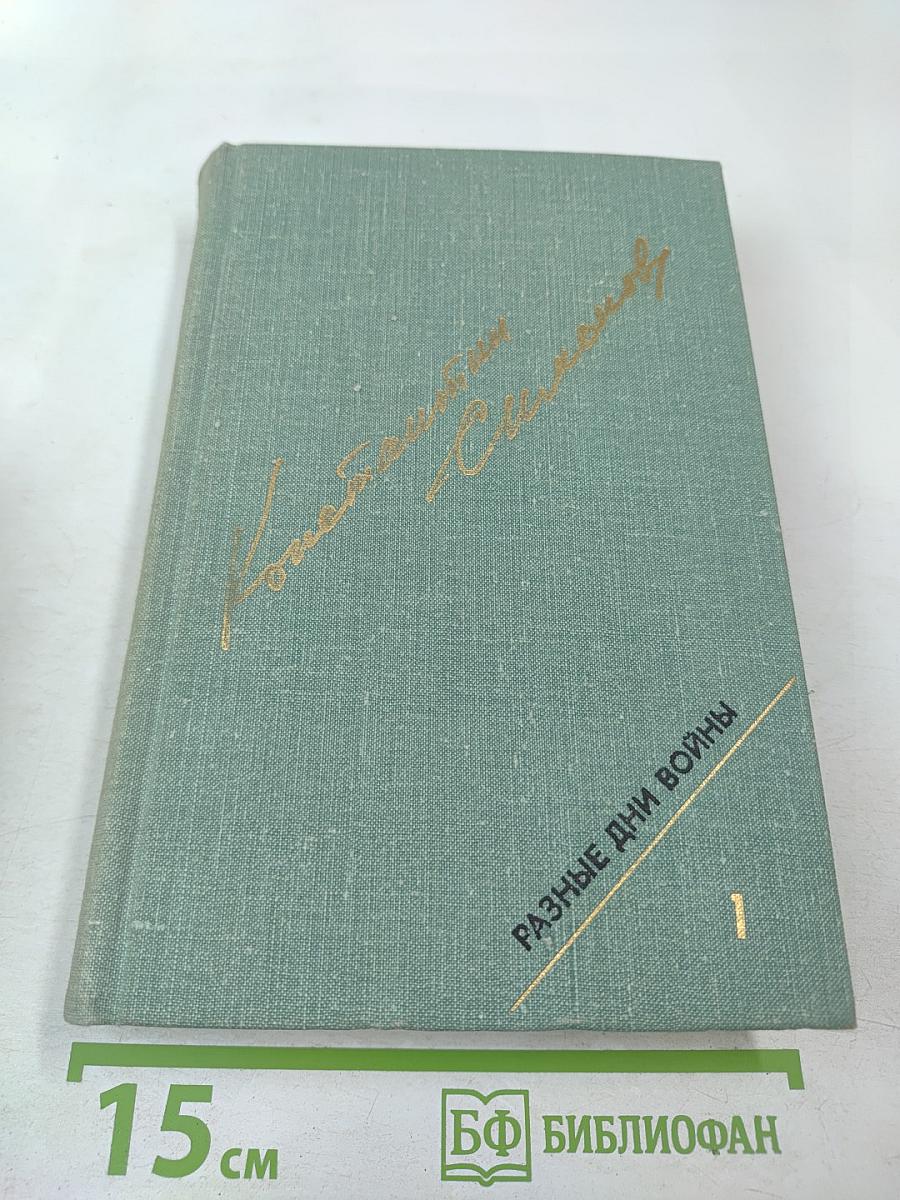 Константин
Симонов
РАЗНЫЕ ДНИ ВОЙНЫ
1
15 см
БФ БИБЛИОФАН